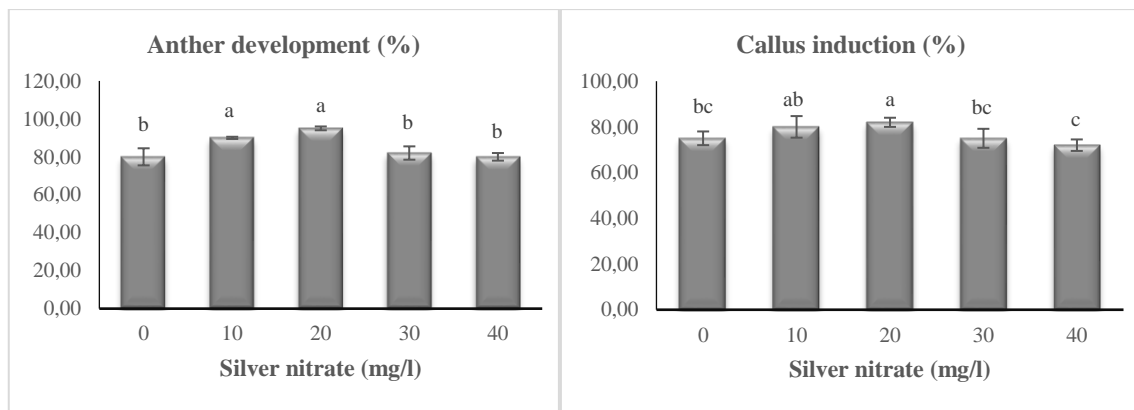 Anther development (%)
120,00
100,00
80,00
60,00
40,00
20,00
0,00
b
a
a
b
b
0
10
20
30
40
Silver nitrate (mg/l)
Callus induction (%)
100,00
80,00
60,00
40,00
20,00
0,00
bc
ab
a
bc
c
0
10
20
30
40
Silver nitrate (mg/l)